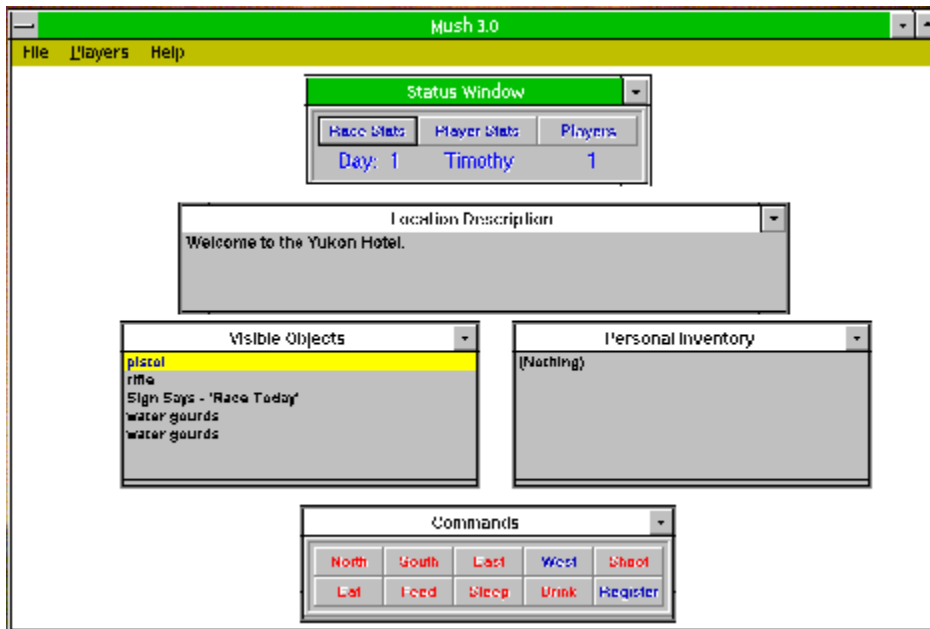 Mush 3.0
File Players Help
Status Window
Race Stats Player Stats Players
Day: 1 Timothy 1
Location Description
Welcome to the Yukon Hotel.
Visible Objects
pistol
rifle
Sign Says - 'Race Today'
water gourds
water gourds
Personal Inventory
(Nothing)
Commands
North South East West Shoot
Eat Feed Sleep Drink Register